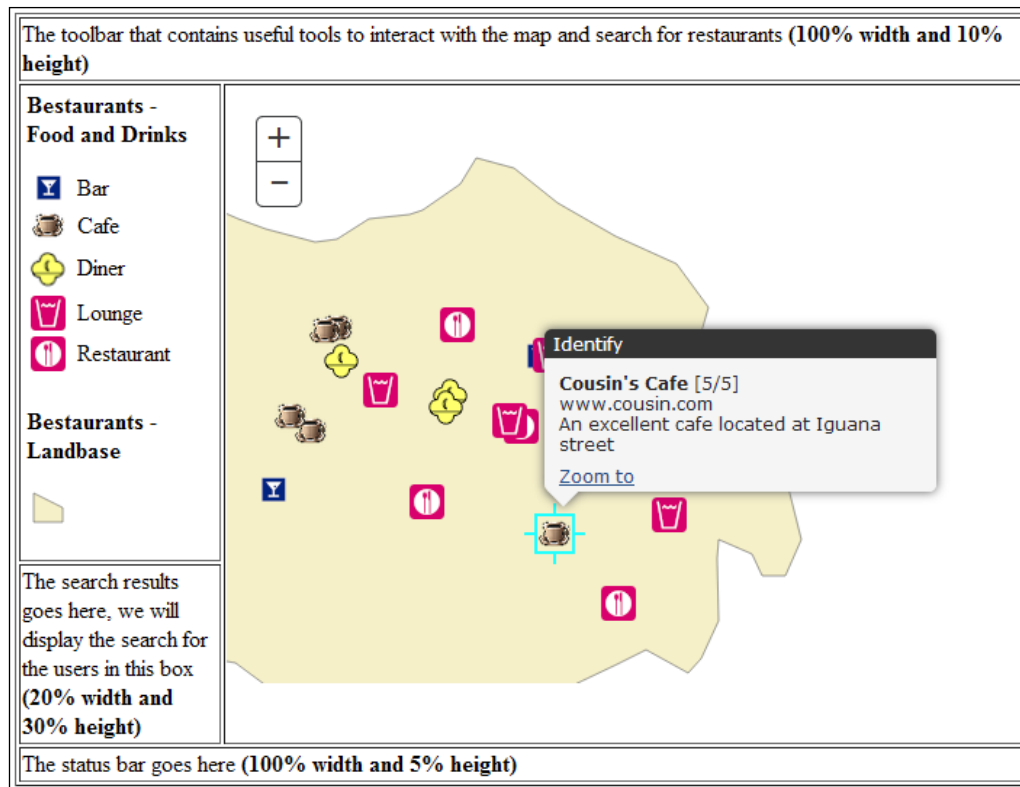 The toolbar that contains useful tools to interact with the map and search for restaurants (100% width and 10%
height)
Bestaurants -
Food and Drinks
Bar
Cafe
Diner
Lounge
Restaurant
Bestaurants -
Landbase
+
−
Identify
Cousin's Cafe [5/5]
www.cousin.com
An excellent cafe located at Iguana
street
Zoom to
The search results
goes here, we will
display the search for
the users in this box
(20% width and
30% height)
The status bar goes here (100% width and 5% height)